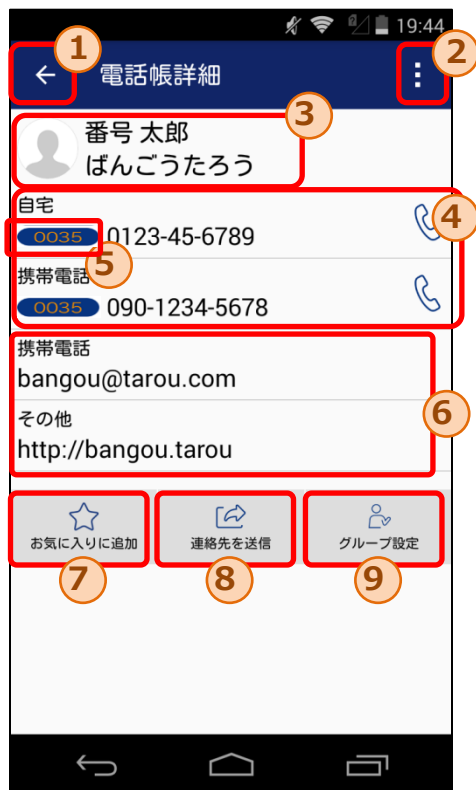 19:44
1
2
電話帳詳細
3
番号 太郎
ばんごうたろう
自宅
4
0035 0123-45-6789
5
携帯電話
0035 090-1234-5678
携帯電話
bangou@tarou.com
6
その他
http://bangou.tarou
お気に入りに追加 連絡先を送信 グループ設定
7 8 9